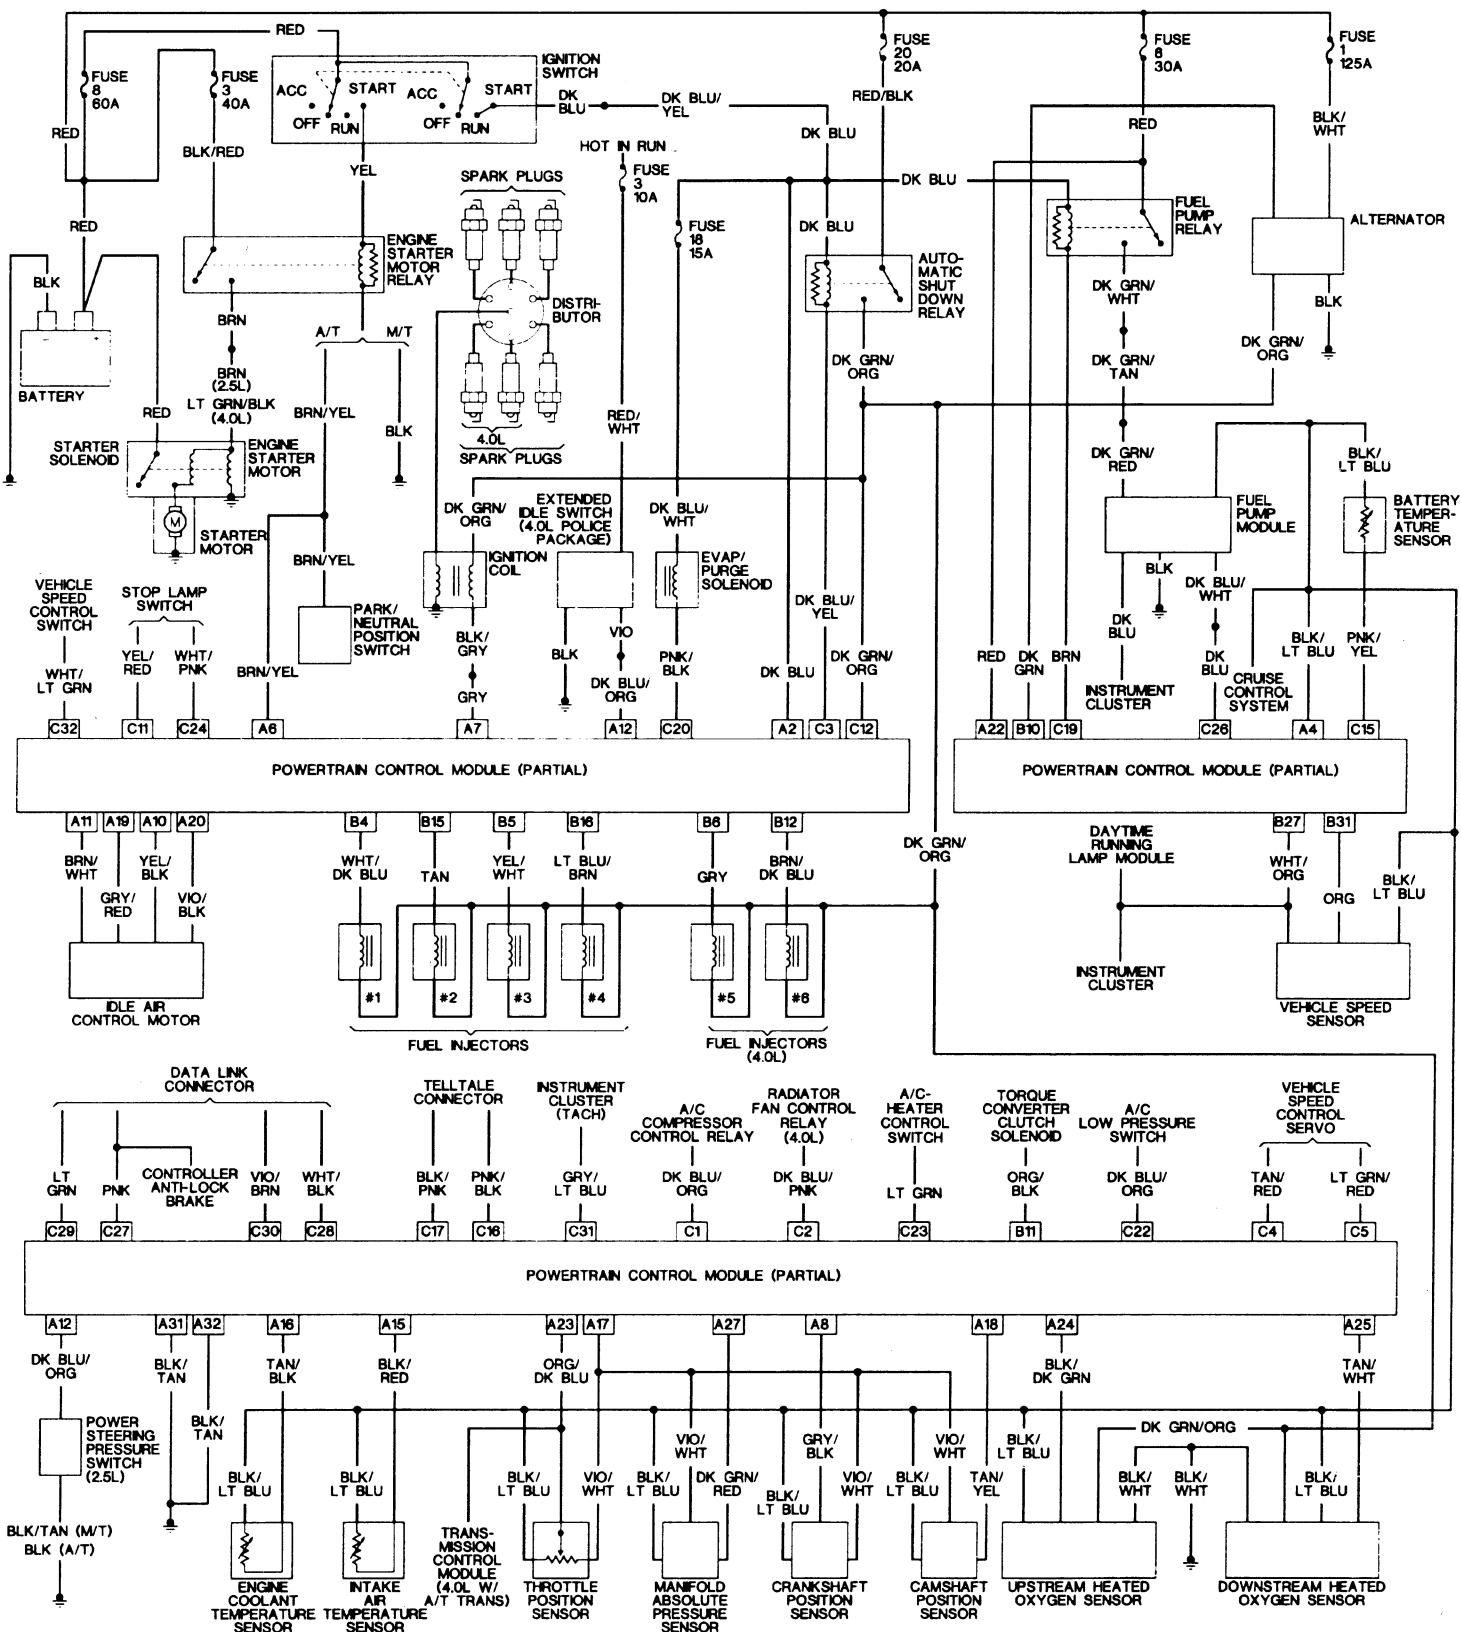 RED
IGNITION
SWITCH
FUSE
8
60A
FUSE
3
40A
ACC
START
ACC
START
OFF
RUN
OFF
RUN
DK
BLU
DK BLU/
YEL
FUSE
20
20A
FUSE
8
30A
FUSE
1
125A
RED/BLK
RED
BLK/RED
YEL
HOT IN RUN
FUSE
3
10A
DK BLU
RED
BLK/
WHT
SPARK PLUGS
DK BLU
RED
FUSE
18
15A
DK BLU
FUEL
PUMP
RELAY
ALTERNATOR
ENGINE
STARTER
MOTOR
RELAY
BLK
DISTRI-
BUTOR
AUTO-
MATIC
SHUT
DOWN
RELAY
DK GRN/
WHT
BLK
BRN
A/T
M/T
DK GRN/
ORG
DK GRN/
TAN
DK GRN/
ORG
BATTERY
BRN
(2.5L)
LT GRN/BLK
(4.0L)
RED
BRN/YEL
BLK
RED/
WHT
4.0L
SPARK PLUGS
STARTER
SOLENOID
ENGINE
STARTER
MOTOR
DK GRN/
RED
BLK/
LT BLU
M
STARTER
MOTOR
DK GRN/
ORG
EXTENDED
IDLE SWITCH
(4.0L POLICE
PACKAGE)
DK BLU/
WHT
FUEL
PUMP
MODULE
BATTERY
TEMPER-
ATURE
SENSOR
BRN/YEL
IGNITION
COIL
EVAP/
PURGE
SOLENOID
BLK
DK BLU/
WHT
VEHICLE
SPEED
CONTROL
SWITCH
STOP LAMP
SWITCH
PARK/
NEUTRAL
POSITION
SWITCH
DK BLU/
YEL
DK
BLU
WHT/
LT GRN
YEL/
RED
WHT/
PNK
BRN/YEL
BLK/
GRY
GRY
BLK
VIO
DK BLU/
ORG
PNK/
BLK
DK BLU
DK GRN/
ORG
RED
DK
GRN
BRN
INSTRUMENT
CLUSTER
DK
BLU
CRUISE
CONTROL
SYSTEM
BLK/
LT BLU
PNK/
YEL
C32
C11
C24
A6
A7
A12
C20
A2
C3
C12
A22
B10
C19
C26
A4
C15
POWERTRAIN CONTROL MODULE (PARTIAL)
POWERTRAIN CONTROL MODULE (PARTIAL)
A11
A19
A10
A20
B4
B15
B5
B16
B6
B12
B27
B31
BRN/
WHT
GRY/
RED
YEL/
BLK
VIO/
BLK
WHT/
DK BLU
TAN
YEL/
WHT
LT BLU/
BRN
GRY
BRN/
DK BLU
DK GRN/
ORG
DAYTIME
RUNNING
LAMP MODULE
WHT/
ORG
ORG
BLK/
LT BLU
INSTRUMENT
CLUSTER
#1
#2
#3
#4
#5
#6
IDLE AIR
CONTROL MOTOR
FUEL INJECTORS
FUEL INJECTORS
(4.0L)
VEHICLE SPEED
SENSOR
DATA LINK
CONNECTOR
TELLTALE
CONNECTOR
INSTRUMENT
CLUSTER
(TACH)
A/C
COMPRESSOR
CONTROL RELAY
RADIATOR
FAN CONTROL
RELAY
(4.0L)
A/C-
HEATER
CONTROL
SWITCH
TORQUE
CONVERTER
CLUTCH
SOLENOID
A/C
LOW PRESSURE
SWITCH
VEHICLE
SPEED
CONTROL
SERVO
LT
GRN
PNK
CONTROLLER
ANTI-LOCK
BRAKE
VIO/
BRN
WHT/
BLK
BLK/
PNK
PNK/
BLK
GRY/
LT BLU
DK BLU/
ORG
DK BLU/
PNK
LT GRN
ORG/
BLK
DK BLU/
ORG
TAN/
RED
LT GRN/
RED
C29
C27
C30
C28
C17
C16
C31
C1
C2
C23
B11
C22
C4
C5
POWERTRAIN CONTROL MODULE (PARTIAL)
A12
A31
A32
A16
A15
A23
A17
A27
A8
A18
A24
A25
DK BLU/
ORG
BLK/
TAN
TAN/
BLK
BLK/
RED
ORG/
DK BLU
BLK/
DK GRN
TAN/
WHT
POWER
STEERING
PRESSURE
SWITCH
(2.5L)
BLK/
TAN
BLK/
LT BLU
BLK/
LT BLU
BLK/
LT BLU
VIO/
WHT
BLK/
LT BLU
VIO/
WHT
DK GRN/
RED
BLK/
LT BLU
GRY/
BLK
VIO/
WHT
BLK/
LT BLU
VIO/
WHT
TAN/
YEL
BLK/
LT BLU
DK GRN/ORG
BLK/
WHT
BLK/
WHT
BLK/
LT BLU
BLK/TAN (M/T)
BLK (A/T)
ENGINE
COOLANT
TEMPERATURE
SENSOR
INTAKE
AIR
TEMPERATURE
SENSOR
TRANS-
MISSION
CONTROL
MODULE
(4.0L W/
A/T TRANS)
THROTTLE
POSITION
SENSOR
MANIFOLD
ABSOLUTE
PRESSURE
SENSOR
CRANKSHAFT
POSITION
SENSOR
CAMSHAFT
POSITION
SENSOR
UPSTREAM HEATED
OXYGEN SENSOR
DOWNSTREAM HEATED
OXYGEN SENSOR